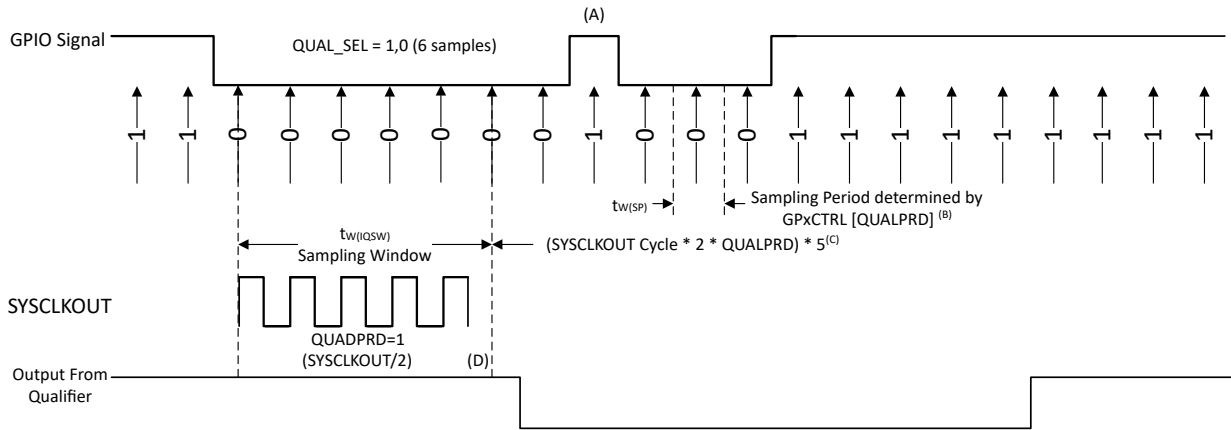 (A)
GPIO Signal
QUAL_SEL = 1,0 (6 samples)
1 1 0 0 0 0 0 0 0 1 0 0 0 1 1 1 1 1 1 1 1 1
tW(SP)
Sampling Period determined by
GPxCTRL [QUALPRD] (B)
tW(IQSW)
Sampling Window
(SYSCLKOUT Cycle * 2 * QUALPRD) * 5(C)
SYSCLKOUT
QUADPRD=1
(SYSCLKOUT/2)
(D)
Output From
Qualifier